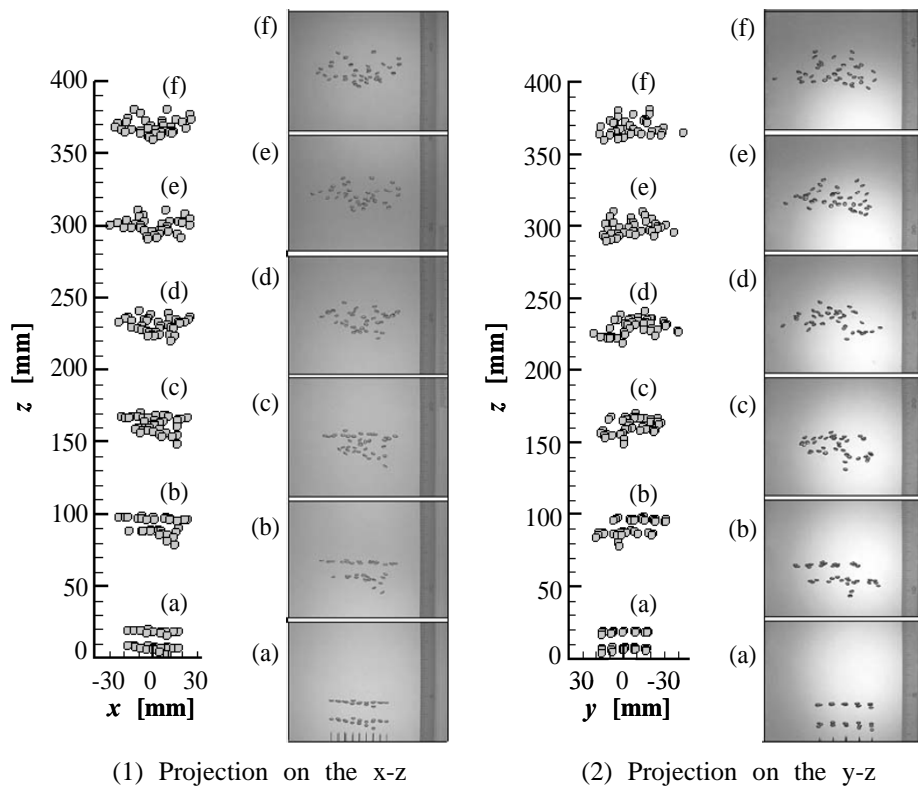 (f)
(f)
400
(f)
350
(e)
(e)
300
(e)
250
(d)
(d)
200
(c)
(c)
150
(b)
100
(b)
50
(a)
(a)
0
-30 0 30
x [mm]
z [mm]
(1) Projection on the x-z
(f)
(f)
400
350
(e)
(e)
300
(d)
(d)
250
200
(c)
(c)
150
(b)
100
(b)
50
(a)
(a)
0
30 0 -30
y [mm]
z [mm]
(2) Projection on the y-z